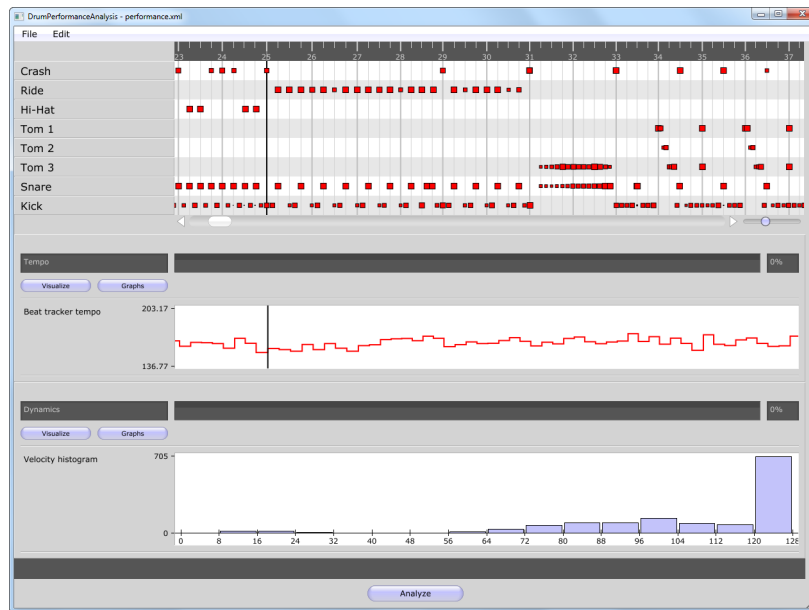 DrumPerformanceAnalysis - performance.xml
File Edit
23 24 25 26 27 28 29 30 31 32 33 34 35 36 37
Crash
Ride
Hi-Hat
Tom 1
Tom 2
Tom 3
Snare
Kick
Tempo 0%
Visualize Graphs
Beat tracker tempo 203.17
136.77
Dynamics 0%
Visualize Graphs
Velocity histogram 705
0
0 8 16 24 32 40 48 56 64 72 80 88 96 104 112 120 128
Analyze